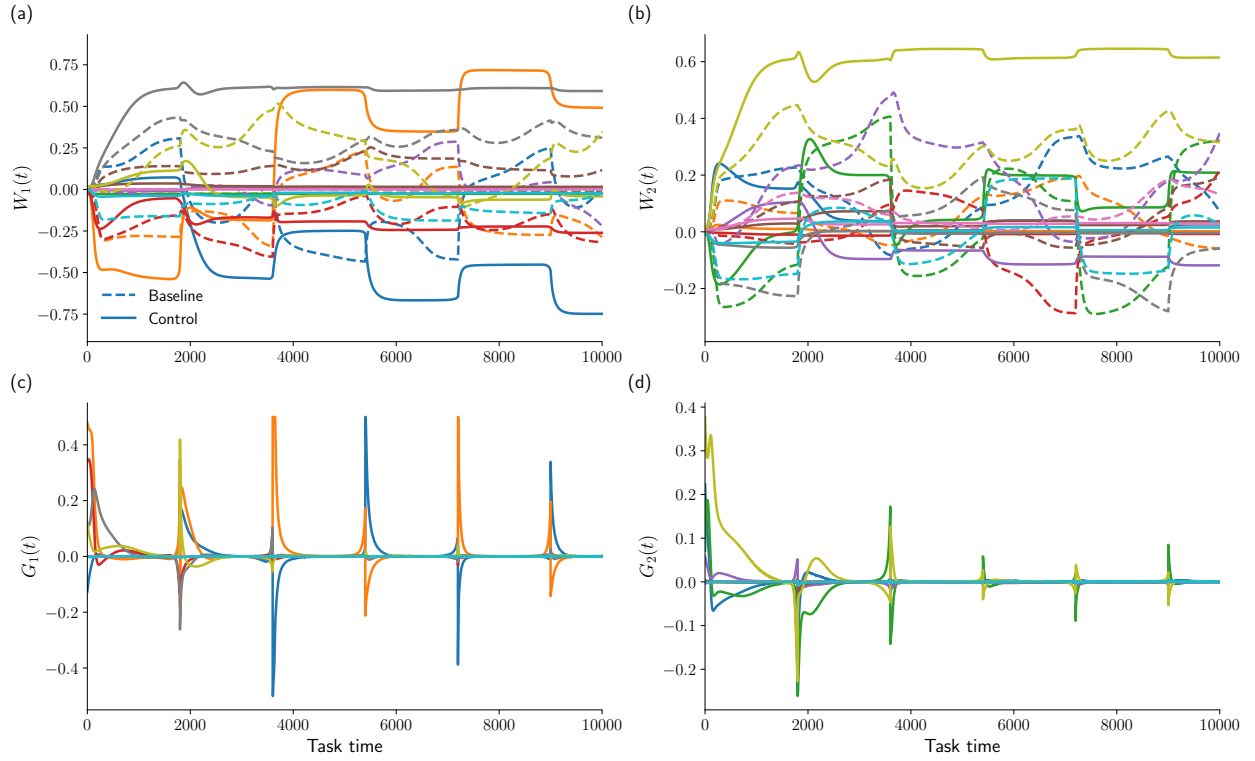 (a)
(b)
W₁(t)
0.75
0.50
0.25
0.00
−0.25
−0.50
−0.75
Baseline
Control
0 2000 4000 6000 8000 10000
W₂(t)
0.6
0.4
0.2
0.0
−0.2
0 2000 4000 6000 8000 10000
(c)
(d)
G₁(t)
0.4
0.2
0.0
−0.2
−0.4
0 2000 4000 6000 8000 10000
Task time
G₂(t)
0.4
0.3
0.2
0.1
0.0
−0.1
−0.2
0 2000 4000 6000 8000 10000
Task time